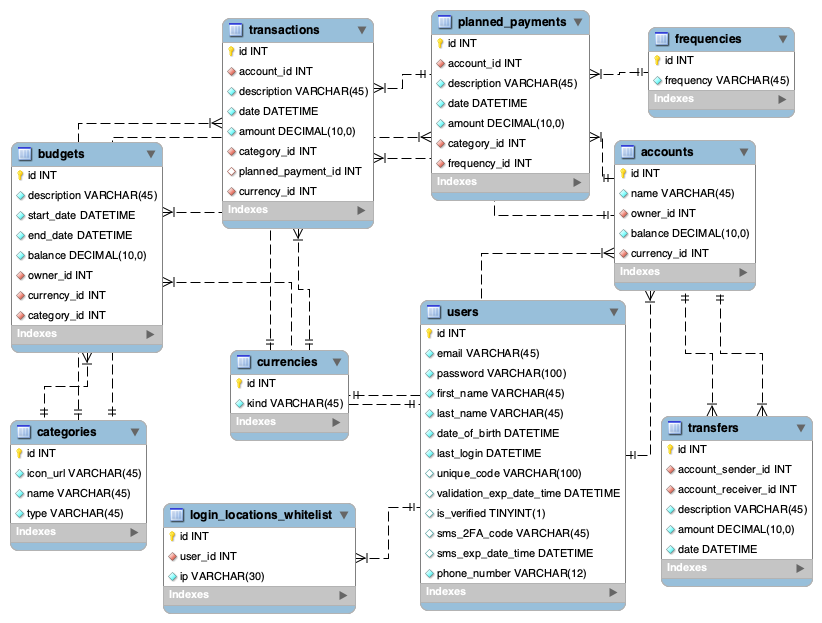 transactions
id INT
account_id INT
description VARCHAR(45)
date DATETIME
amount DECIMAL(10,0)
category_id INT
planned_payment_id INT
currency_id INT
Indexes
planned_payments
id INT
account_id INT
description VARCHAR(45)
date DATETIME
amount DECIMAL(10,0)
category_id INT
frequency_id INT
Indexes
frequencies
id INT
frequency VARCHAR(45)
Indexes
budgets
id INT
description VARCHAR(45)
start_date DATETIME
end_date DATETIME
balance DECIMAL(10,0)
owner_id INT
currency_id INT
category_id INT
Indexes
accounts
id INT
name VARCHAR(45)
owner_id INT
balance DECIMAL(10,0)
currency_id INT
Indexes
currencies
id INT
kind VARCHAR(45)
Indexes
users
id INT
email VARCHAR(45)
password VARCHAR(100)
first_name VARCHAR(45)
last_name VARCHAR(45)
date_of_birth DATETIME
last_login DATETIME
unique_code VARCHAR(100)
validation_exp_date_time DATETIME
is_verified TINYINT(1)
sms_2FA_code VARCHAR(45)
sms_exp_date_time DATETIME
phone_number VARCHAR(12)
Indexes
categories
id INT
icon_url VARCHAR(45)
name VARCHAR(45)
type VARCHAR(45)
Indexes
login_locations_whitelist
id INT
user_id INT
ip VARCHAR(30)
Indexes
transfers
id INT
account_sender_id INT
account_receiver_id INT
description VARCHAR(45)
amount DECIMAL(10,0)
date DATETIME
Indexes